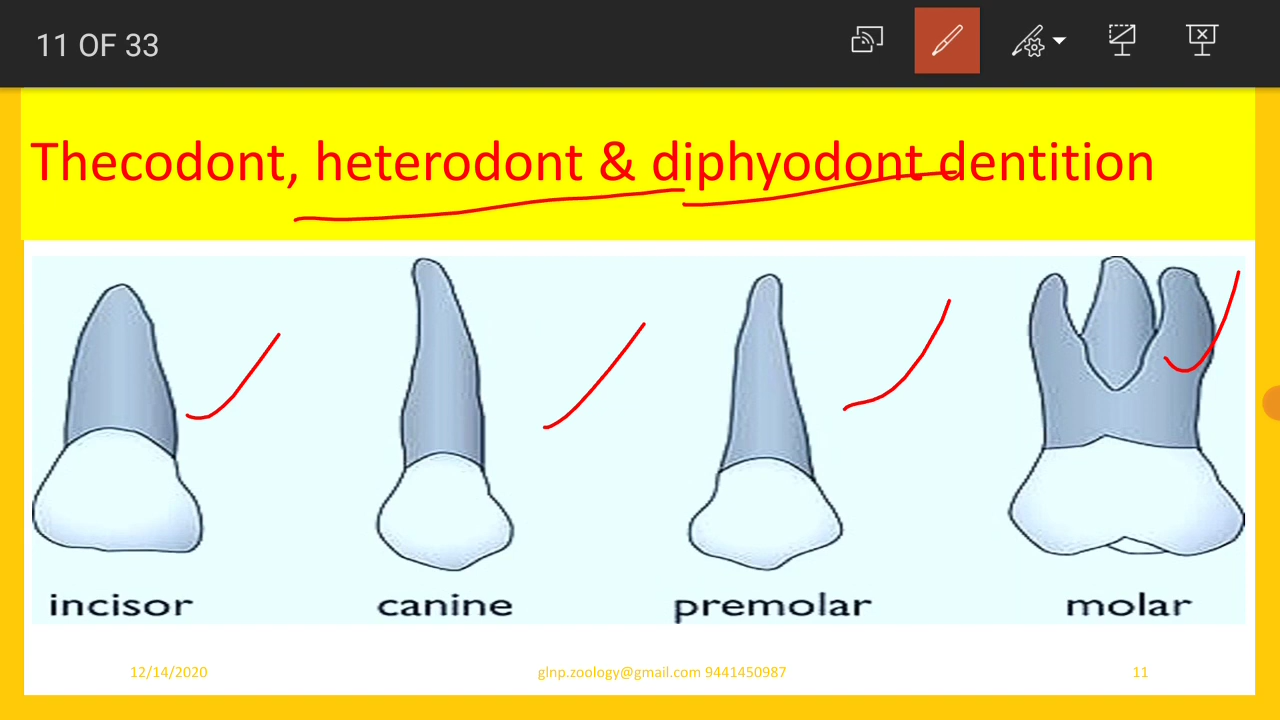 11 OF 33
Thecodont, heterodont & diphyodont dentition
incisor canine premolar molar
12/14/2020 glnp.zoology@gmail.com 9441450987 11